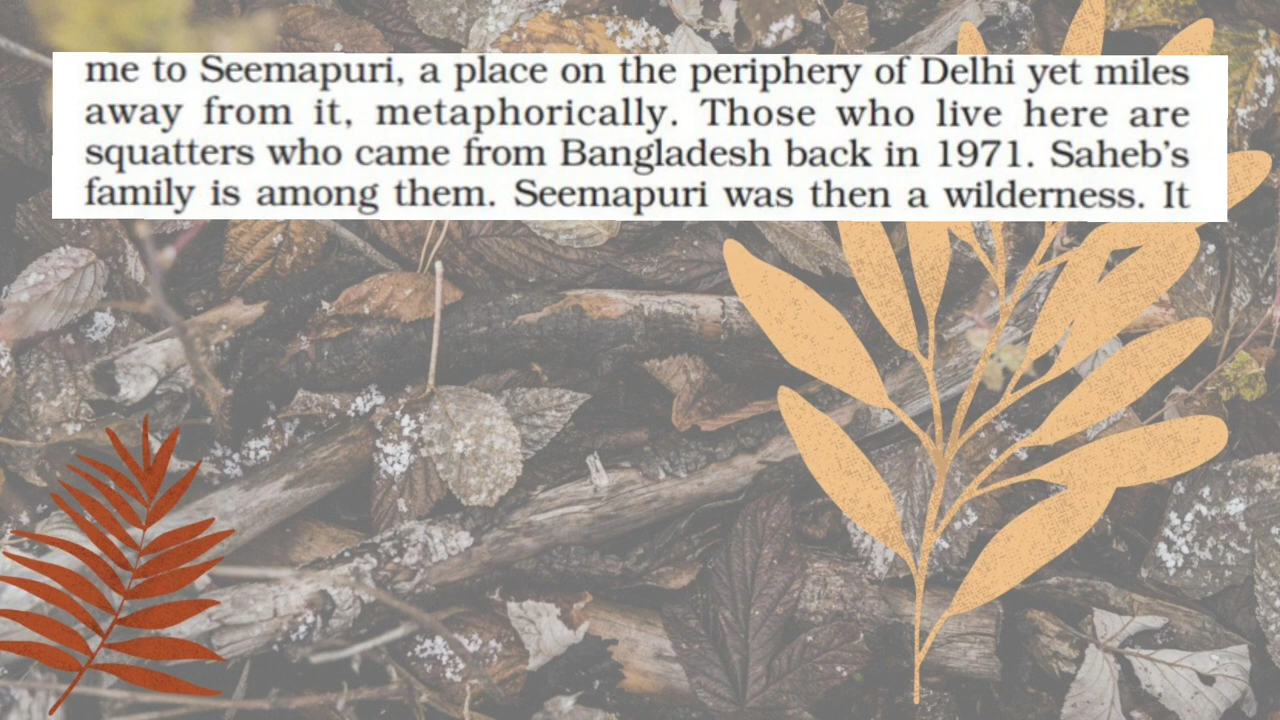 me to Seemapuri, a place on the periphery of Delhi yet miles
away from it, metaphorically. Those who live here are
squatters who came from Bangladesh back in 1971. Saheb's
family is among them. Seemapuri was then a wilderness. It